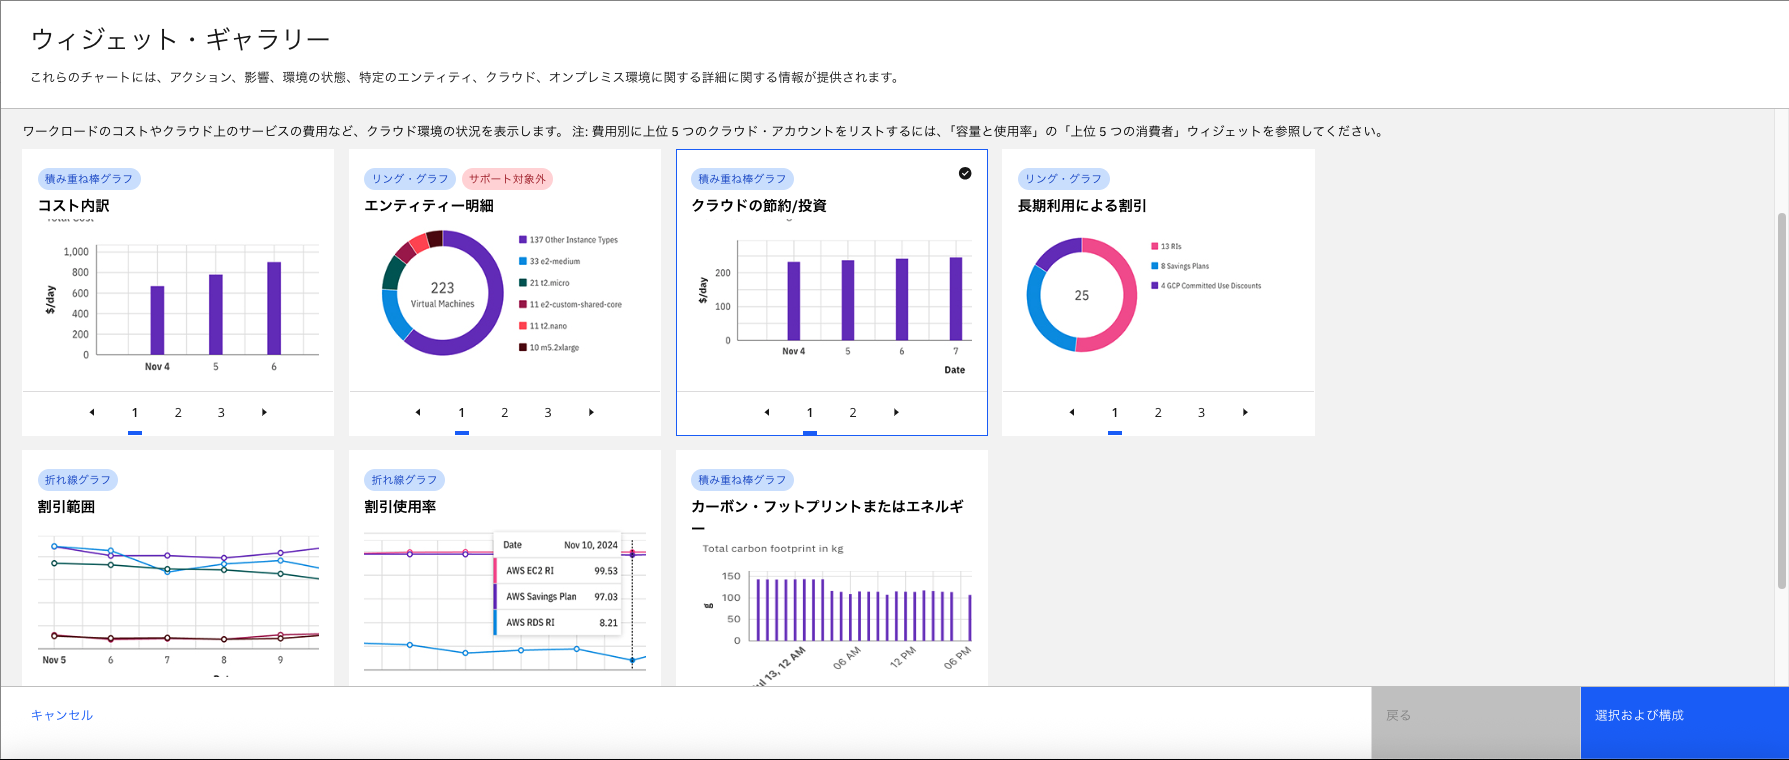 ウィジェット・ギャラリー
これらのチャートには、アクション、影響、環境の状態、特定のエンティティ、クラウド、オンプレミス環境に関する詳細に関する情報が提供されます。
ワークロードのコストやクラウド上のサービスの費用など、クラウド環境の状況を表示します。 注: 費用別に上位 5 つのクラウド・アカウントをリストするには、「容量と使用率」の「上位 5 つの消費者」ウィジェットを参照してください。
積み重ね棒グラフ
コスト内訳
Total Cost
1,000
800
600
400
200
0
$/day
Nov 4 5 6
1 2 3
リング・グラフ サポート対象外
エンティティー明細
223
Virtual Machines
137 Other Instance Types
33 e2-medium
21 t2.micro
11 e2-custom-shared-core
11 t2.nano
10 m5.2xlarge
1 2 3
積み重ね棒グラフ
クラウドの節約/投資
200
100
0
$/day
Nov 4 5 6 7
Date
1 2
リング・グラフ
長期利用による割引
25
13 RIs
8 Savings Plans
4 GCP Committed Use Discounts
1 2 3
折れ線グラフ
割引範囲
Nov 5 6 7 8 9
折れ線グラフ
割引使用率
Date Nov 10, 2024
AWS EC2 RI 99.53
AWS Savings Plan 97.03
AWS RDS RI 8.21
積み重ね棒グラフ
カーボン・フットプリントまたはエネルギ
ー
Total carbon footprint in kg
150
100
50
0
g
Jul 13, 12 AM 06 AM 12 PM 06 PM
キャンセル
戻る
選択および構成